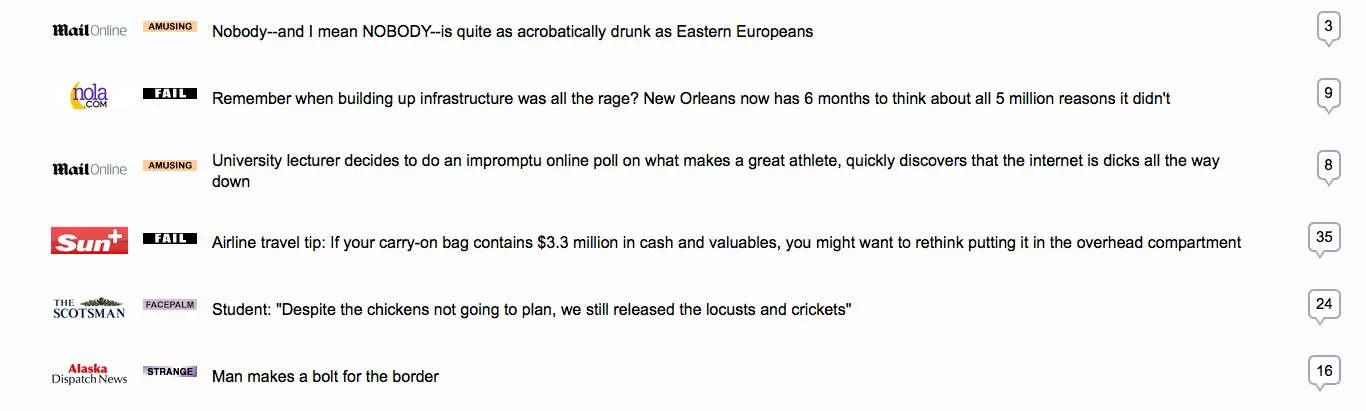 Mail Online AMUSING Nobody--and I mean NOBODY--is quite as acrobatically drunk as Eastern Europeans 3
nola.COM FAIL Remember when building up infrastructure was all the rage? New Orleans now has 6 months to think about all 5 million reasons it didn't 9
Mail Online AMUSING University lecturer decides to do an impromptu online poll on what makes a great athlete, quickly discovers that the internet is dicks all the way 8
down
Sun+ FAIL Airline travel tip: If your carry-on bag contains $3.3 million in cash and valuables, you might want to rethink putting it in the overhead compartment 35
THE SCOTSMAN FACEPALM Student: "Despite the chickens not going to plan, we still released the locusts and crickets" 24
Alaska Dispatch News STRANGE Man makes a bolt for the border 16